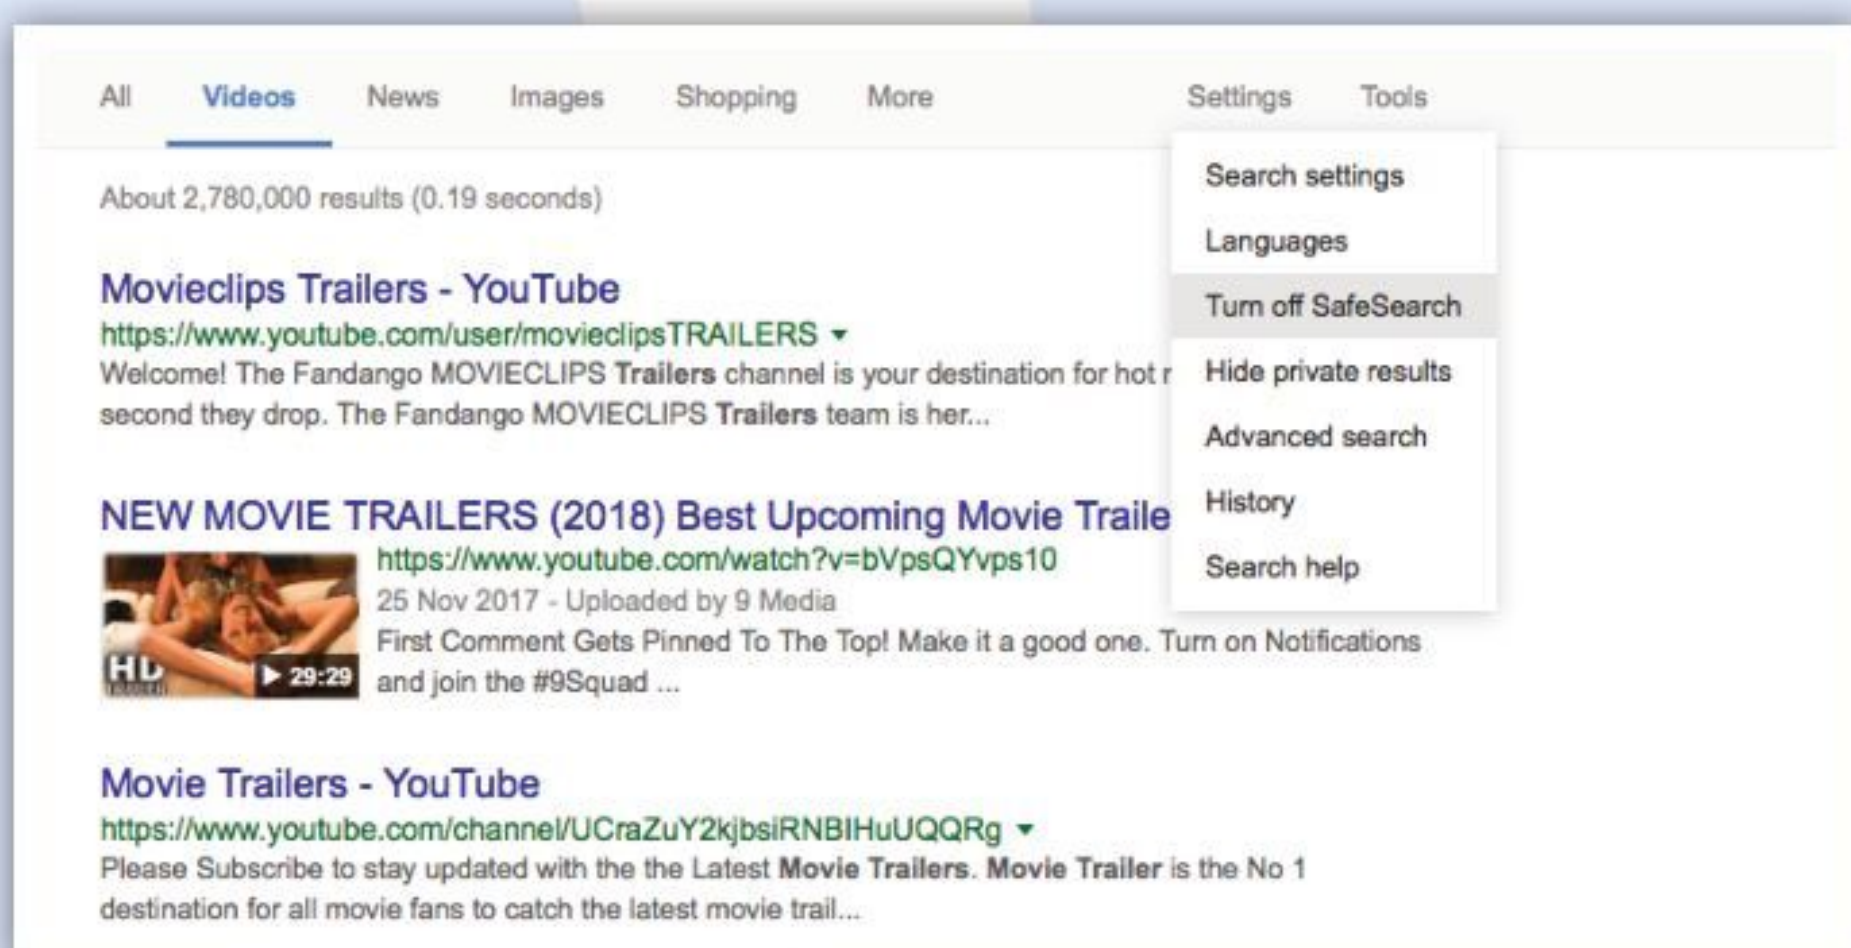 All Videos News Images Shopping More Settings Tools
About 2,780,000 results (0.19 seconds)
Movieclips Trailers - YouTube
https://www.youtube.com/user/movieclipsTRAILERS
Welcome! The Fandango MOVIECLIPS Trailers channel is your destination for hot
second they drop. The Fandango MOVIECLIPS Trailers team is her...
NEW MOVIE TRAILERS (2018) Best Upcoming Movie Traile
https://www.youtube.com/watch?v=bVpsQYvps10
25 Nov 2017 - Uploaded by 9 Media
First Comment Gets Pinned To The Top! Make it a good one. Turn on Notifications
and join the #9Squad ...
HD
29:29
Movie Trailers - YouTube
https://www.youtube.com/channel/UCraZuY2kjbsiRNBIHuUQQRg
Please Subscribe to stay updated with the the Latest Movie Trailers. Movie Trailer is the No 1
destination for all movie fans to catch the latest movie trail...
Search settings
Languages
Turn off SafeSearch
Hide private results
Advanced search
History
Search help